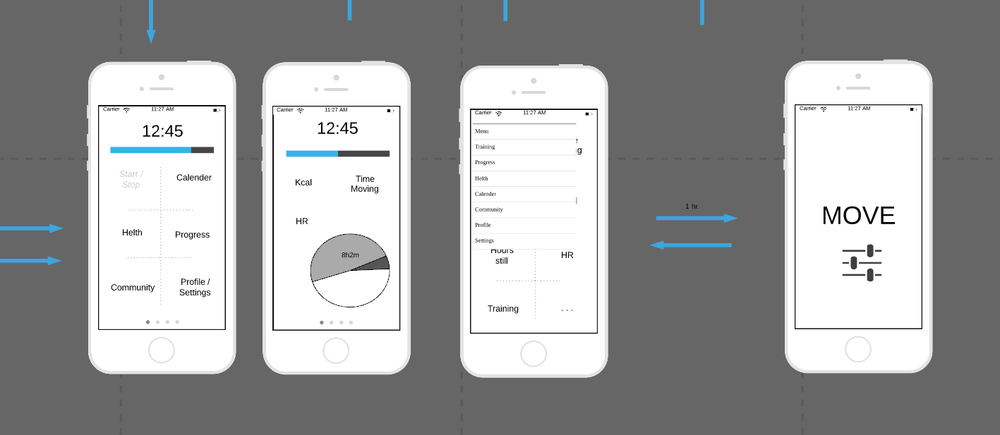 Carrier 11:27 AM
12:45
Start /
Stop
Calender
Helth
Progress
Community
Profile /
Settings
Carrier 11:27 AM
12:45
Kcal
Time
Moving
HR
8h2m
Carrier 11:27 AM
Menu
Training
Progress
Helth
Calender
Community
Profile
Settings
Hours
still
HR
Training
. . .
1 hr.
Carrier 11:27 AM
MOVE